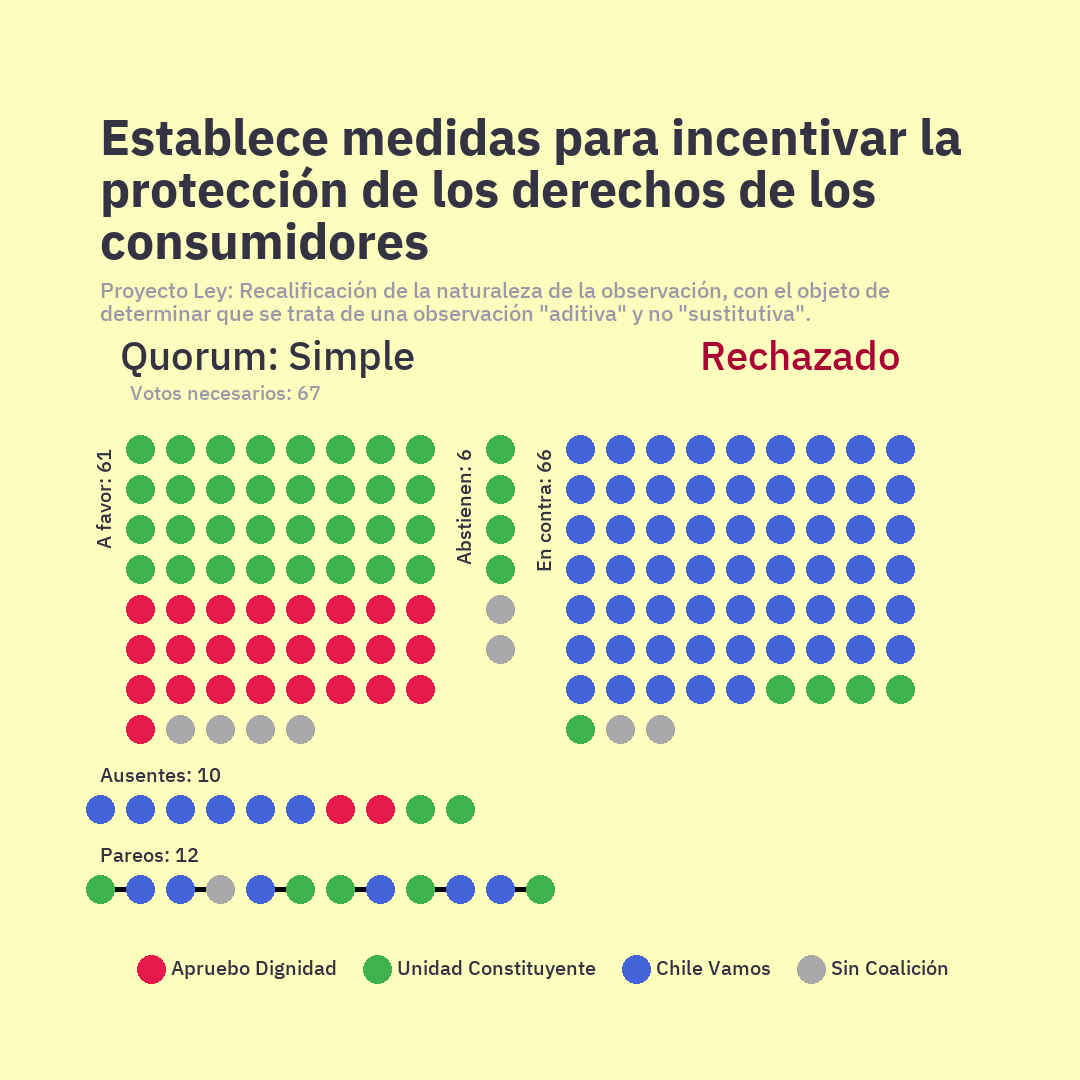 Establece medidas para incentivar la
protección de los derechos de los
consumidores
Proyecto Ley: Recalificación de la naturaleza de la observación, con el objeto de
determinar que se trata de una observación "aditiva" y no "sustitutiva".
Quorum: Simple
Rechazado
Votos necesarios: 67
A favor: 61
Abstienen: 6
En contra: 66
Ausentes: 10
Pareos: 12
Apruebo Dignidad
Unidad Constituyente
Chile Vamos
Sin Coalición